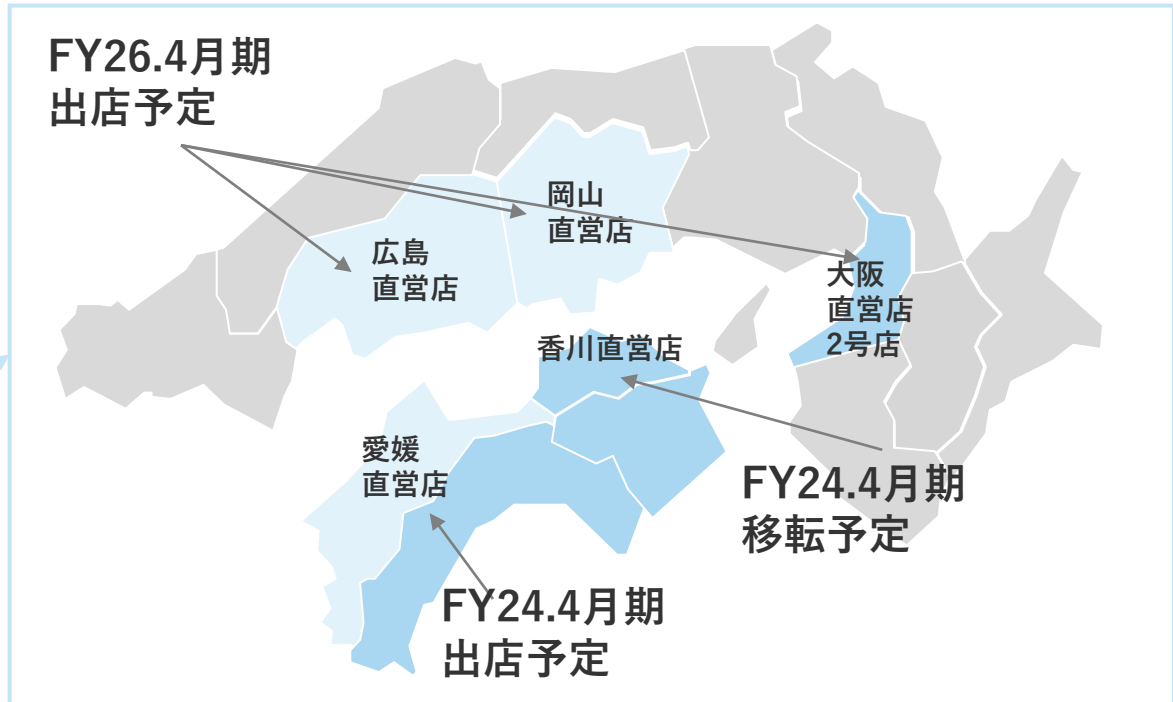 FY26.4月期
出店予定
岡山
直営店
広島
直営店
大阪
直営店
2号店
香川直営店
愛媛
直営店
FY24.4月期
移転予定
FY24.4月期
出店予定